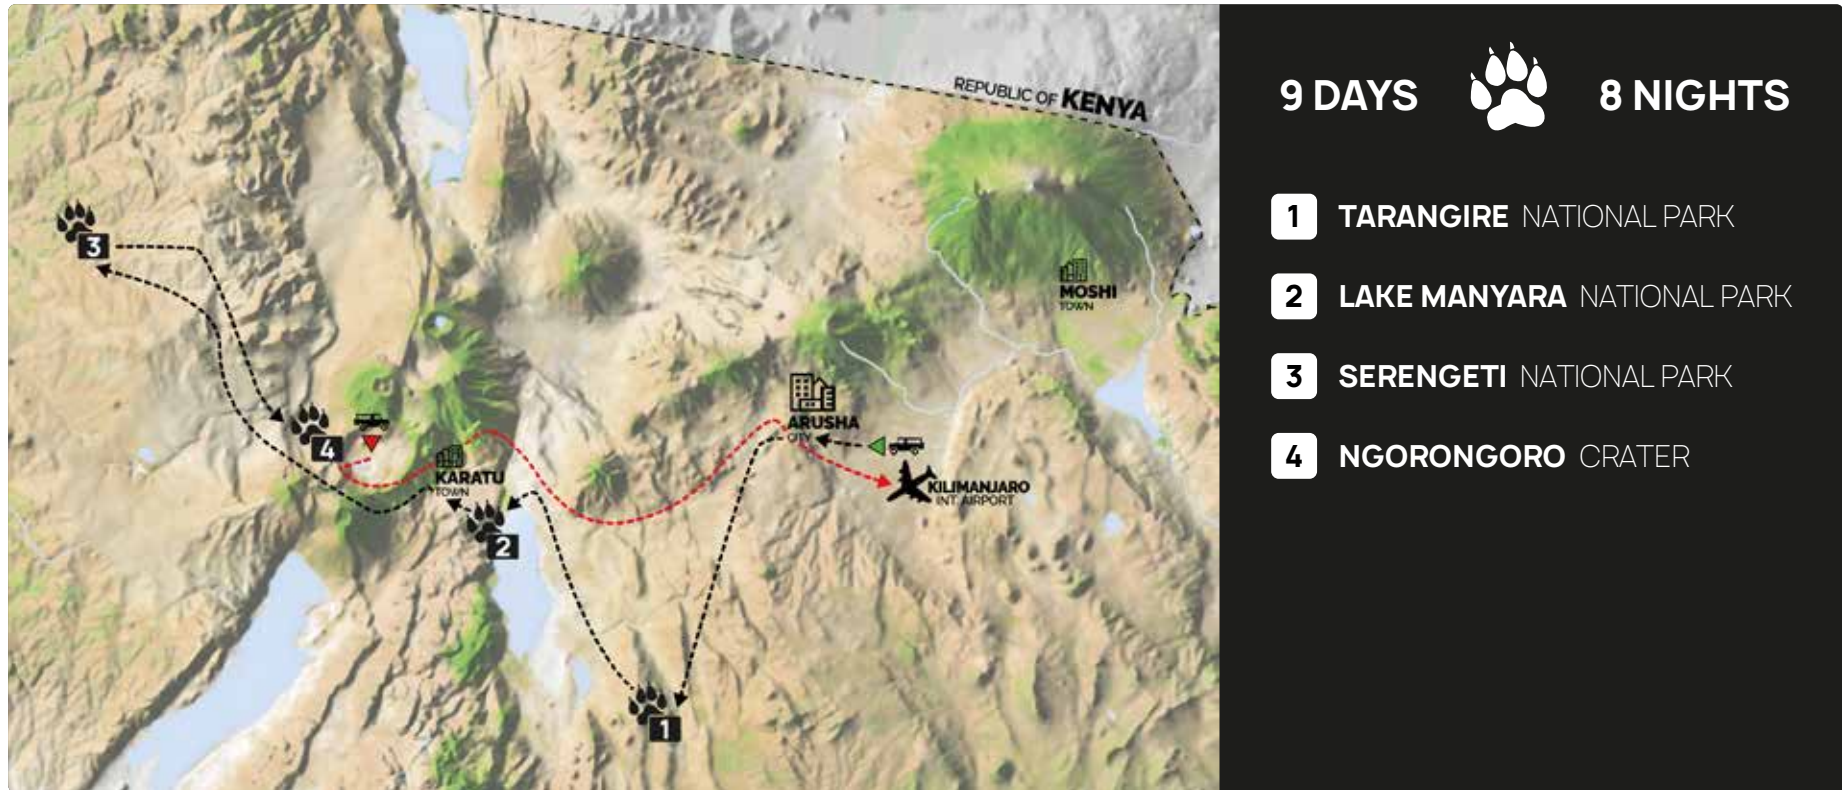 REPUBLIC OF KENYA
3
MOSHI
TOWN
ARUSHA
CITY
4
KARATU
TOWN
KILIMANJARO
INT. AIRPORT
2
1
9 DAYS
8 NIGHTS
1 TARANGIRE NATIONAL PARK
2 LAKE MANYARA NATIONAL PARK
3 SERENGETI NATIONAL PARK
4 NGORONGORO CRATER